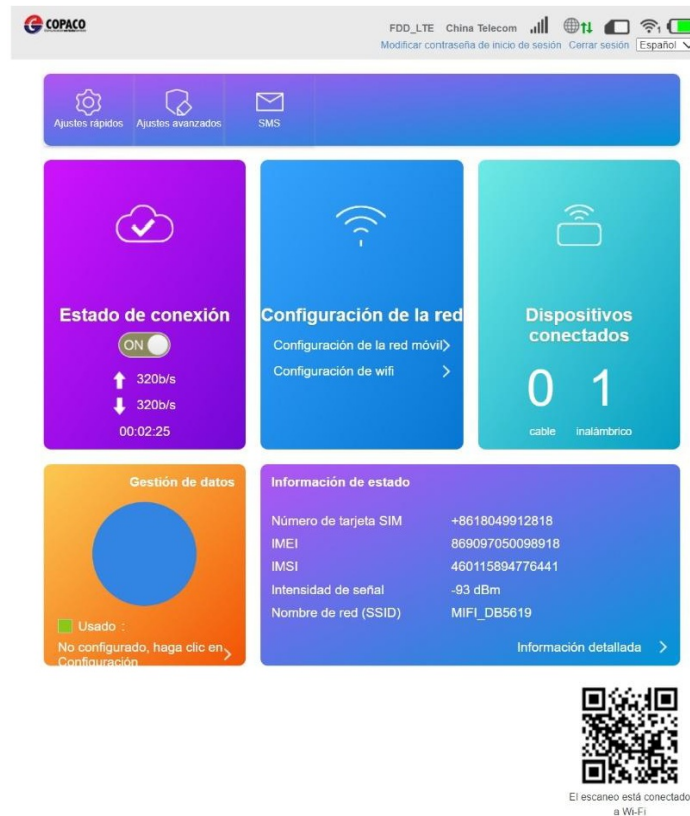 COPACO
FDD_LTE China Telecom
1
Modificar contraseña de inicio de sesión Cerrar sesión Español
Ajustes rápidos Ajustes avanzados SMS
Estado de conexión
ON
320b/s
320b/s
00:02:25
Configuración de la red
Configuración de la red móvil
Configuración de wifi
Dispositivos
conectados
0 1
cable inalámbrico
Gestión de datos
Usado :
No configurado, haga clic en
Configuración
Información de estado
Número de tarjeta SIM +8618049912818
IMEI 869097050098918
IMSI 460115894776441
Intensidad de señal -93 dBm
Nombre de red (SSID) MIFI_DB5619
Información detallada
El escaneo está conectado
a Wi-Fi